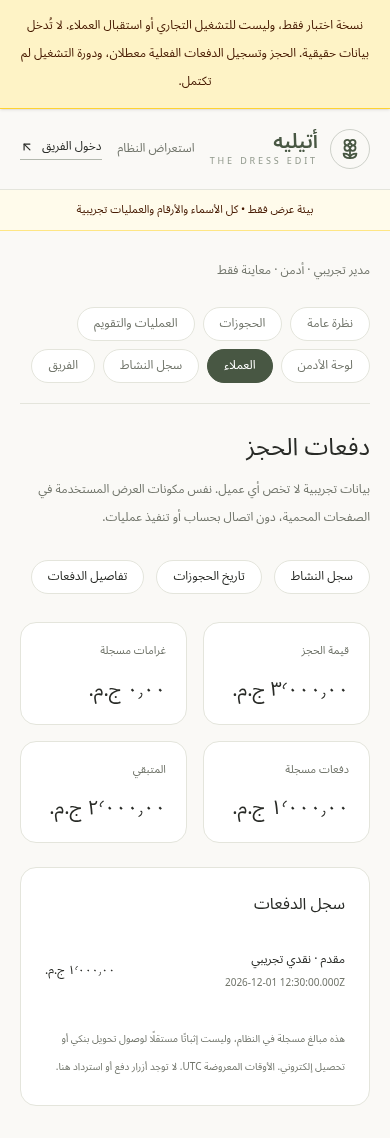 نسخة اختبار فقط، وليست للتشغيل التجاري أو استقبال العملاء. لا تُدخل
بيانات حقيقية. الحجز وتسجيل الدفعات الفعلية معطلان، ودورة التشغيل لم
تكتمل.
أتيليه
THE DRESS EDIT
استعراض النظام
دخول الفريق
بيئة عرض فقط • كل الأسماء والأرقام والعمليات تجريبية
مدير تجريبي · أدمن · معاينة فقط
نظرة عامة
الحجوزات
العمليات والتقويم
لوحة الأدمن
العملاء
سجل النشاط
الفريق
دفعات الحجز
بيانات تجريبية لا تخص أي عميل. نفس مكونات العرض المستخدمة في
الصفحات المحمية، دون اتصال بحساب أو تنفيذ عمليات.
سجل النشاط
تاريخ الحجوزات
تفاصيل الدفعات
قيمة الحجز
٣٬٠٠٠٫٠٠ ج.م.
غرامات مسجلة
٠٫٠٠ ج.م.
دفعات مسجلة
١٬٠٠٠٫٠٠ ج.م.
المتبقي
٢٬٠٠٠٫٠٠ ج.م.
سجل الدفعات
مقدم · نقدي تجريبي
2026-12-01 12:30:00.000Z
١٬٠٠٠٫٠٠ ج.م.
هذه مبالغ مسجلة في النظام، وليست إثباتًا مستقلًا لوصول تحويل بنكي أو
تحصيل إلكتروني. الأوقات المعروضة UTC. لا توجد أزرار دفع أو استرداد هنا.